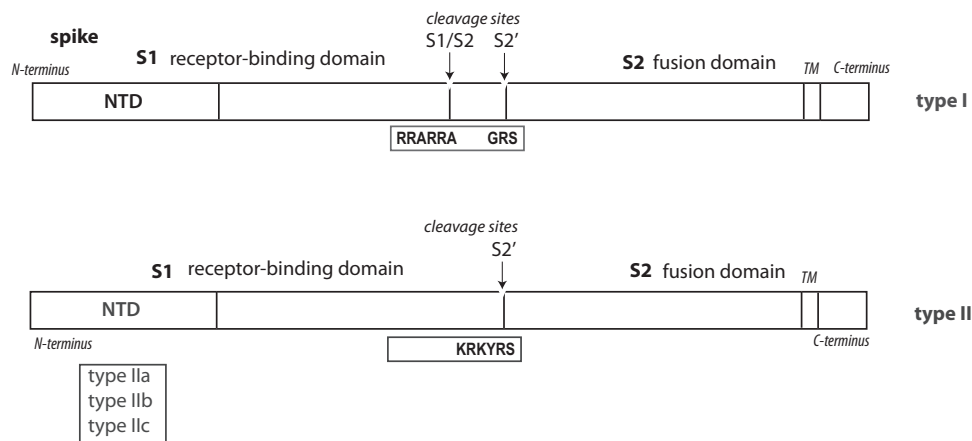 cleavage sites
spike
S1/S2 S2'
S1 receptor-binding domain
S2 fusion domain
N-terminus
TM C-terminus
NTD
type I
RRARRA GRS
cleavage sites
S2'
S1 receptor-binding domain
S2 fusion domain
TM
NTD
type II
N-terminus
C-terminus
KRKYRS
type IIa
type IIb
type IIc